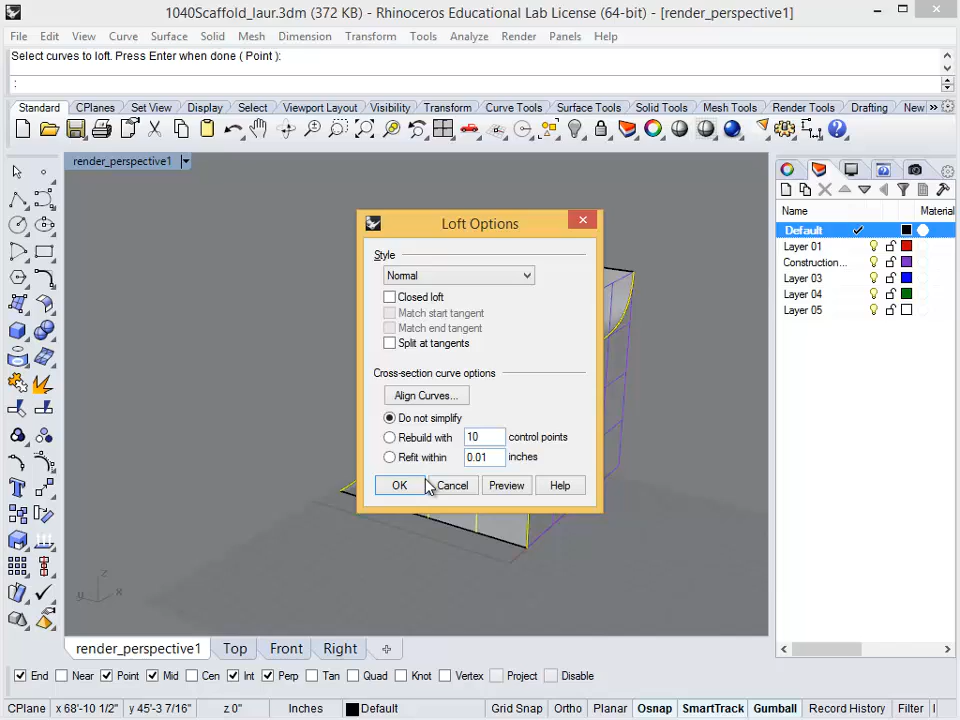 1040Scaffold_laur.3dm (372 KB) - Rhinoceros Educational Lab License (64-bit) - [render_perspective1]
File Edit View Curve Surface Solid Mesh Dimension Transform Tools Analyze Render Panels Help
Select curves to loft. Press Enter when done ( Point ):
:
Standard CPlanes Set View Display Select Viewport Layout Visibility Transform Curve Tools Surface Tools Solid Tools Mesh Tools Render Tools Drafting New »
render_perspective1
Name Material
Default
Layer 01
Construction...
Layer 03
Layer 04
Layer 05
Loft Options
Style
Normal
Closed loft
Match start tangent
Match end tangent
Split at tangents
Cross-section curve options
Align Curves...
Do not simplify
Rebuild with 10 control points
Refit within 0.01 inches
OK Cancel Preview Help
z
y x
render_perspective1 Top Front Right
End Near Point Mid Cen Int Perp Tan Quad Knot Vertex Project Disable
CPlane x 68'-10 1/2" y 45'-3 7/16" z 0" Inches Default Grid Snap Ortho Planar Osnap SmartTrack Gumball Record History Filter